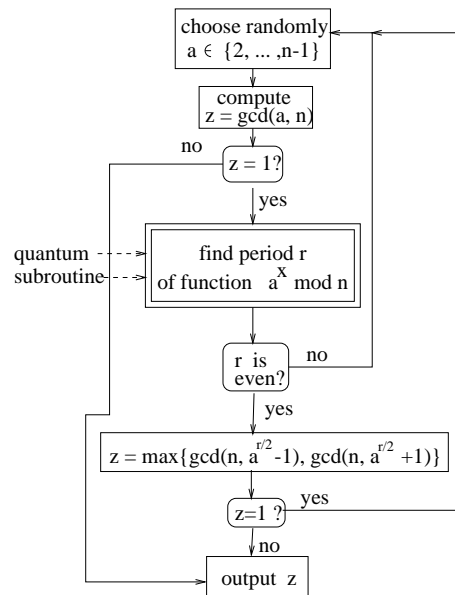 choose randomly
a ∈ {2, ... ,n-1}
compute
z = gcd(a, n)
no
z = 1?
yes
quantum
subroutine
find period r
of function a^x mod n
r is
even?
no
yes
z = max{gcd(n, a^r/2 -1), gcd(n, a^r/2 +1)}
z=1 ?
yes
no
output z